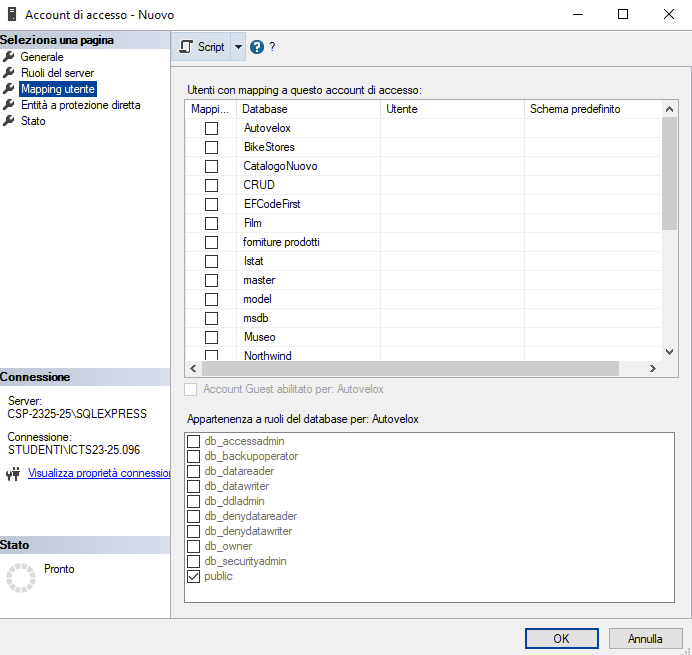 Account di accesso - Nuovo
Seleziona una pagina
Generale
Ruoli del server
Mapping utente
Entità a protezione diretta
Stato
Script
?
?
Utenti con mapping a questo account di accesso:
Mappi... Database Utente Schema predefinito
Autovelox
BikeStores
CatalogoNuovo
CRUD
EFCodeFirst
Film
forniture prodotti
Istat
master
model
msdb
Museo
Northwind
Account Guest abilitato per: Autovelox
Appartenenza a ruoli del database per: Autovelox
db_accessadmin
db_backupoperator
db_datareader
db_datawriter
db_ddladmin
db_denydatareader
db_denydatawriter
db_owner
db_securityadmin
public
Connessione
Server:
CSP-2325-25\SQLEXPRESS
Connessione:
STUDENTI\ICTS23-25.096
Visualizza proprietà connession
Stato
Pronto
OK
Annulla